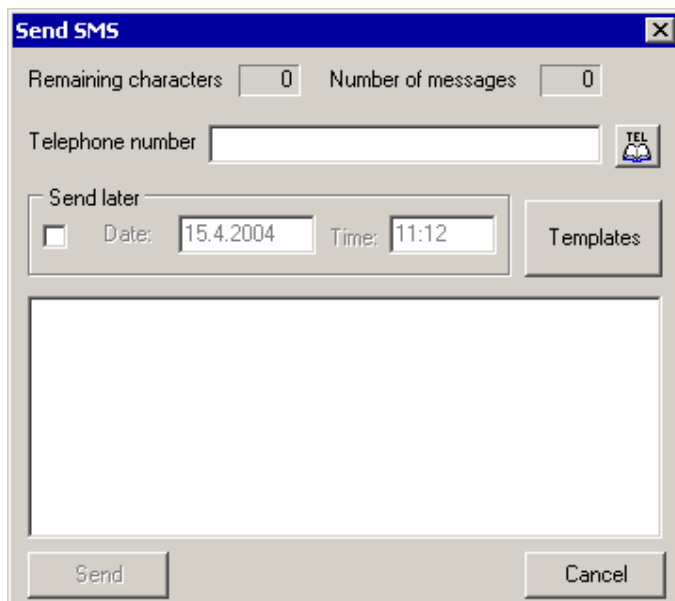 Send SMS
Remaining characters 0 Number of messages 0
Telephone number TEL
Send later
Date: 15.4.2004 Time: 11:12 Templates
Send Cancel